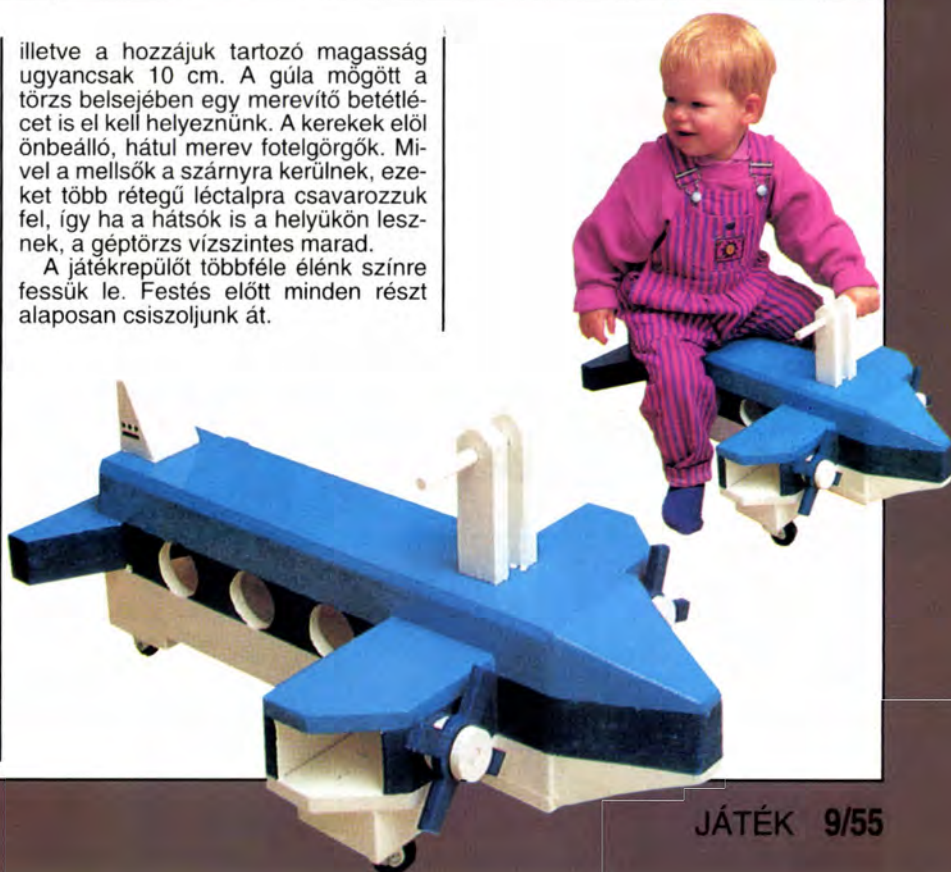 illetve a hozzájuk tartozó magasság
ugyancsak 10 cm. A gúla mögött a
törzs belsejében egy merevítő betétlé-
cet is el kell helyeznünk. A kerekek elöl
önbeálló, hátul merev fotelgörgők. Mi-
vel a mellsők a szárnyra kerülnek, eze-
ket több rétegű léctalpra csavarozzuk
fel, így ha a hátsók is a helyükön lesz-
nek, a géptörzs vízszintes marad.
A játékrepülőt többféle élénk színre
fessük le. Festés előtt minden részt
alaposan csiszoljunk át.
JÁTÉK 9/55